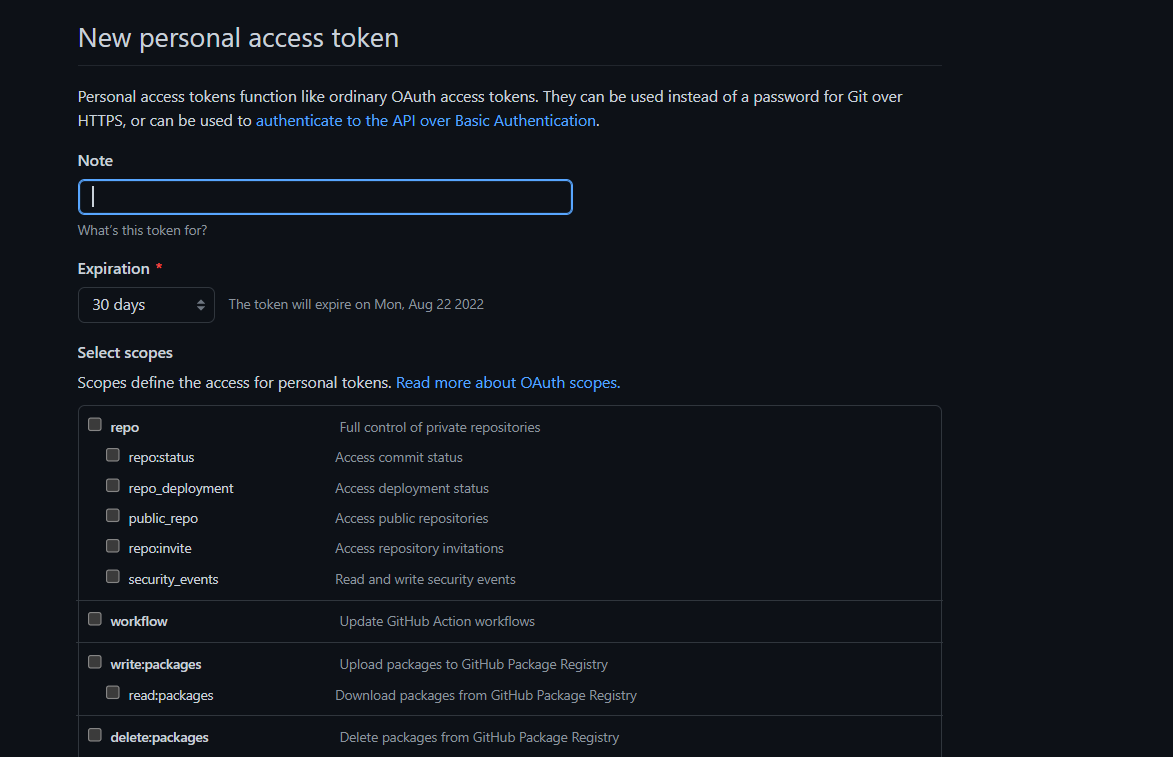 New personal access token
Personal access tokens function like ordinary OAuth access tokens. They can be used instead of a password for Git over
HTTPS, or can be used to authenticate to the API over Basic Authentication.
Note
What's this token for?
Expiration *
30 days The token will expire on Mon, Aug 22 2022
Select scopes
Scopes define the access for personal tokens. Read more about OAuth scopes.
repo Full control of private repositories
repo:status Access commit status
repo_deployment Access deployment status
public_repo Access public repositories
repo:invite Access repository invitations
security_events Read and write security events
workflow Update GitHub Action workflows
write:packages Upload packages to GitHub Package Registry
read:packages Download packages from GitHub Package Registry
delete:packages Delete packages from GitHub Package Registry